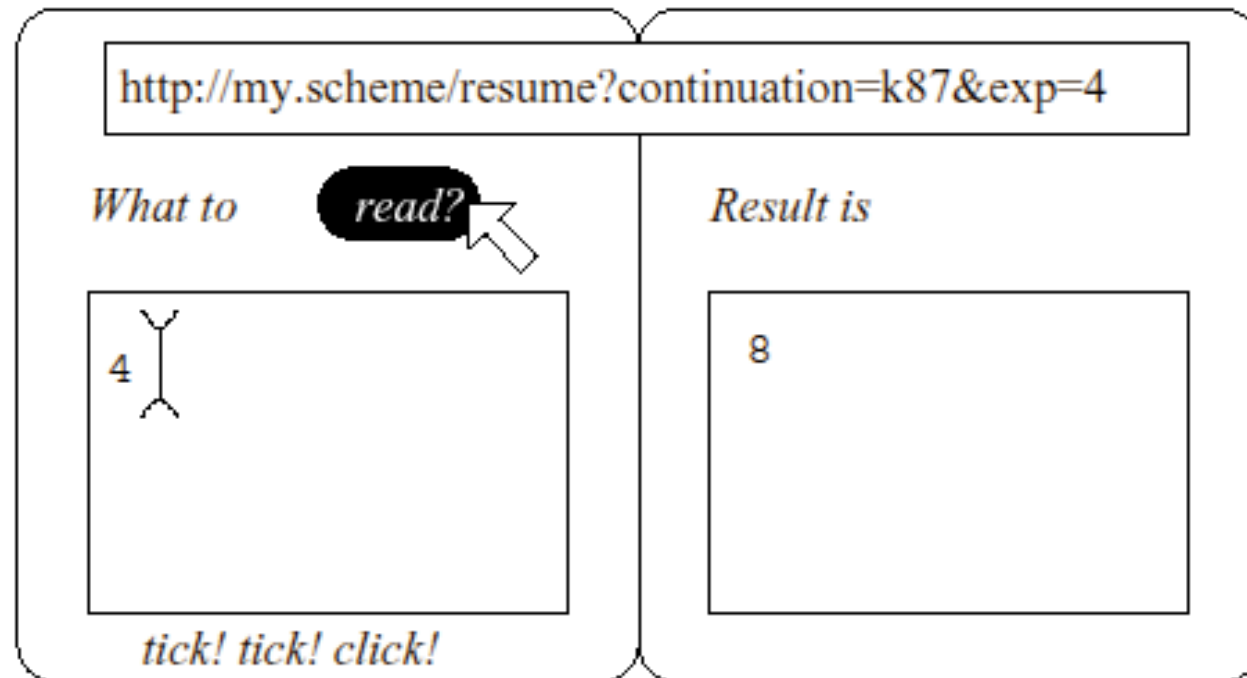 http://my.scheme/resume?continuation=k87&exp=4
What to read?
Result is
4
8
tick! tick! click!